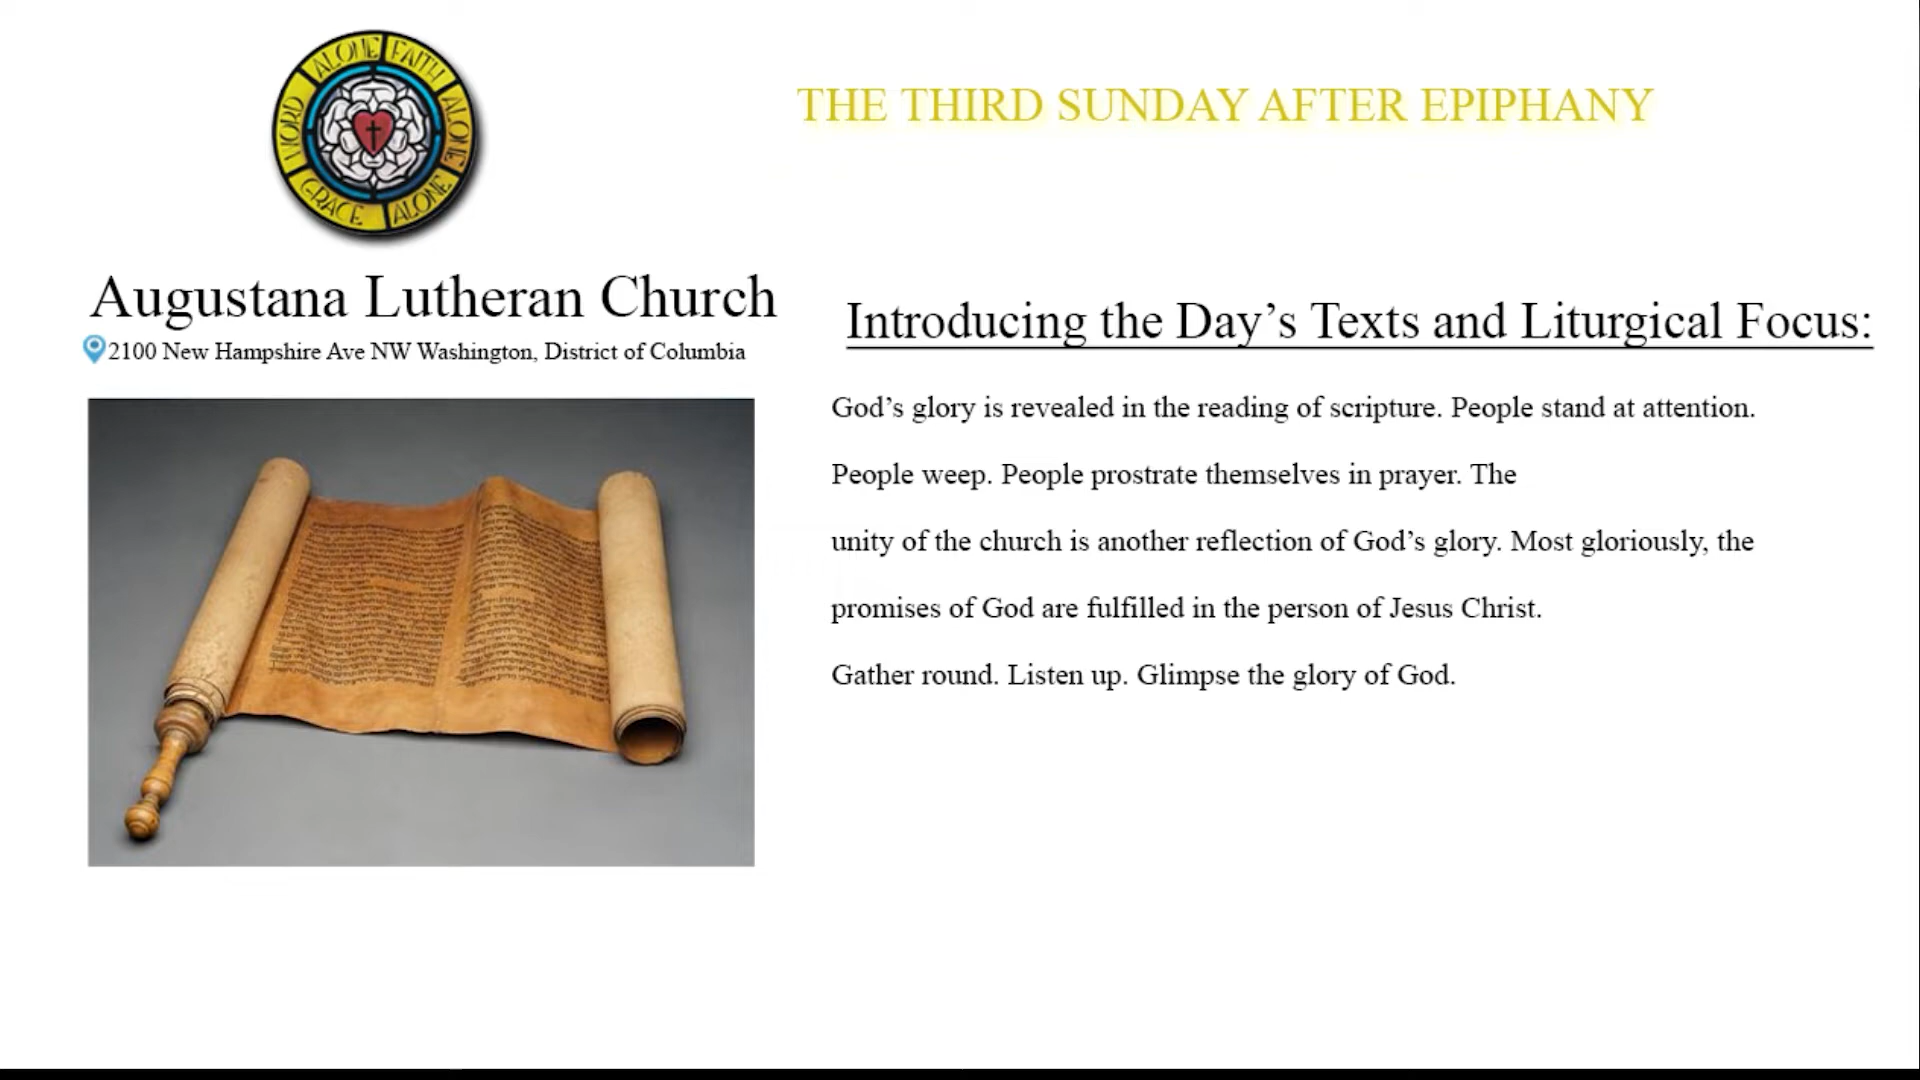 WORD ALONE FAITH ALONE GRACE ALONE
THE THIRD SUNDAY AFTER EPIPHANY
Augustana Lutheran Church
2100 New Hampshire Ave NW Washington, District of Columbia
Introducing the Day’s Texts and Liturgical Focus:
God’s glory is revealed in the reading of scripture. People stand at attention.
People weep. People prostrate themselves in prayer. The
unity of the church is another reflection of God’s glory. Most gloriously, the
promises of God are fulfilled in the person of Jesus Christ.
Gather round. Listen up. Glimpse the glory of God.